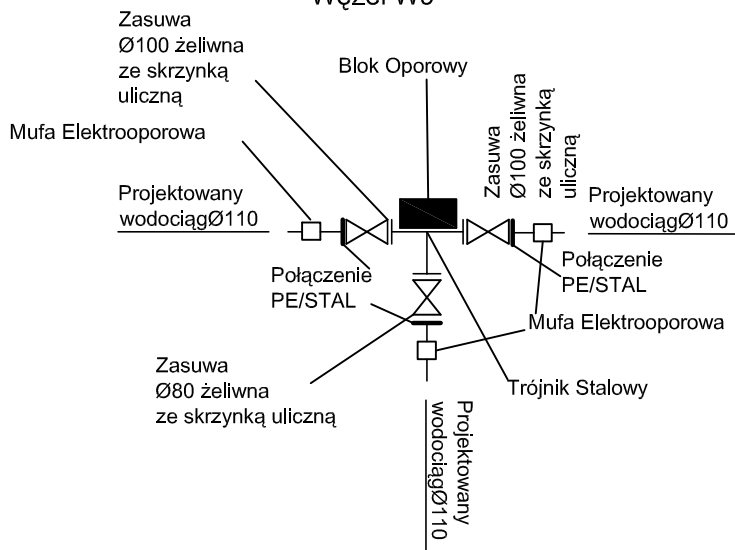 Zasuwa
Ø100 żeliwna
ze skrzynką
uliczną
Blok Oporowy
Zasuwa
Ø100 żeliwna
ze skrzynką
uliczną
Mufa Elektrooporowa
Projektowany
wodociągØ110
Projektowany
wodociągØ110
Połączenie
PE/STAL
Połączenie
PE/STAL
Mufa Elektrooporowa
Zasuwa
Ø80 żeliwna
ze skrzynką uliczną
Trójnik Stalowy
Projektowany
wodociągØ110